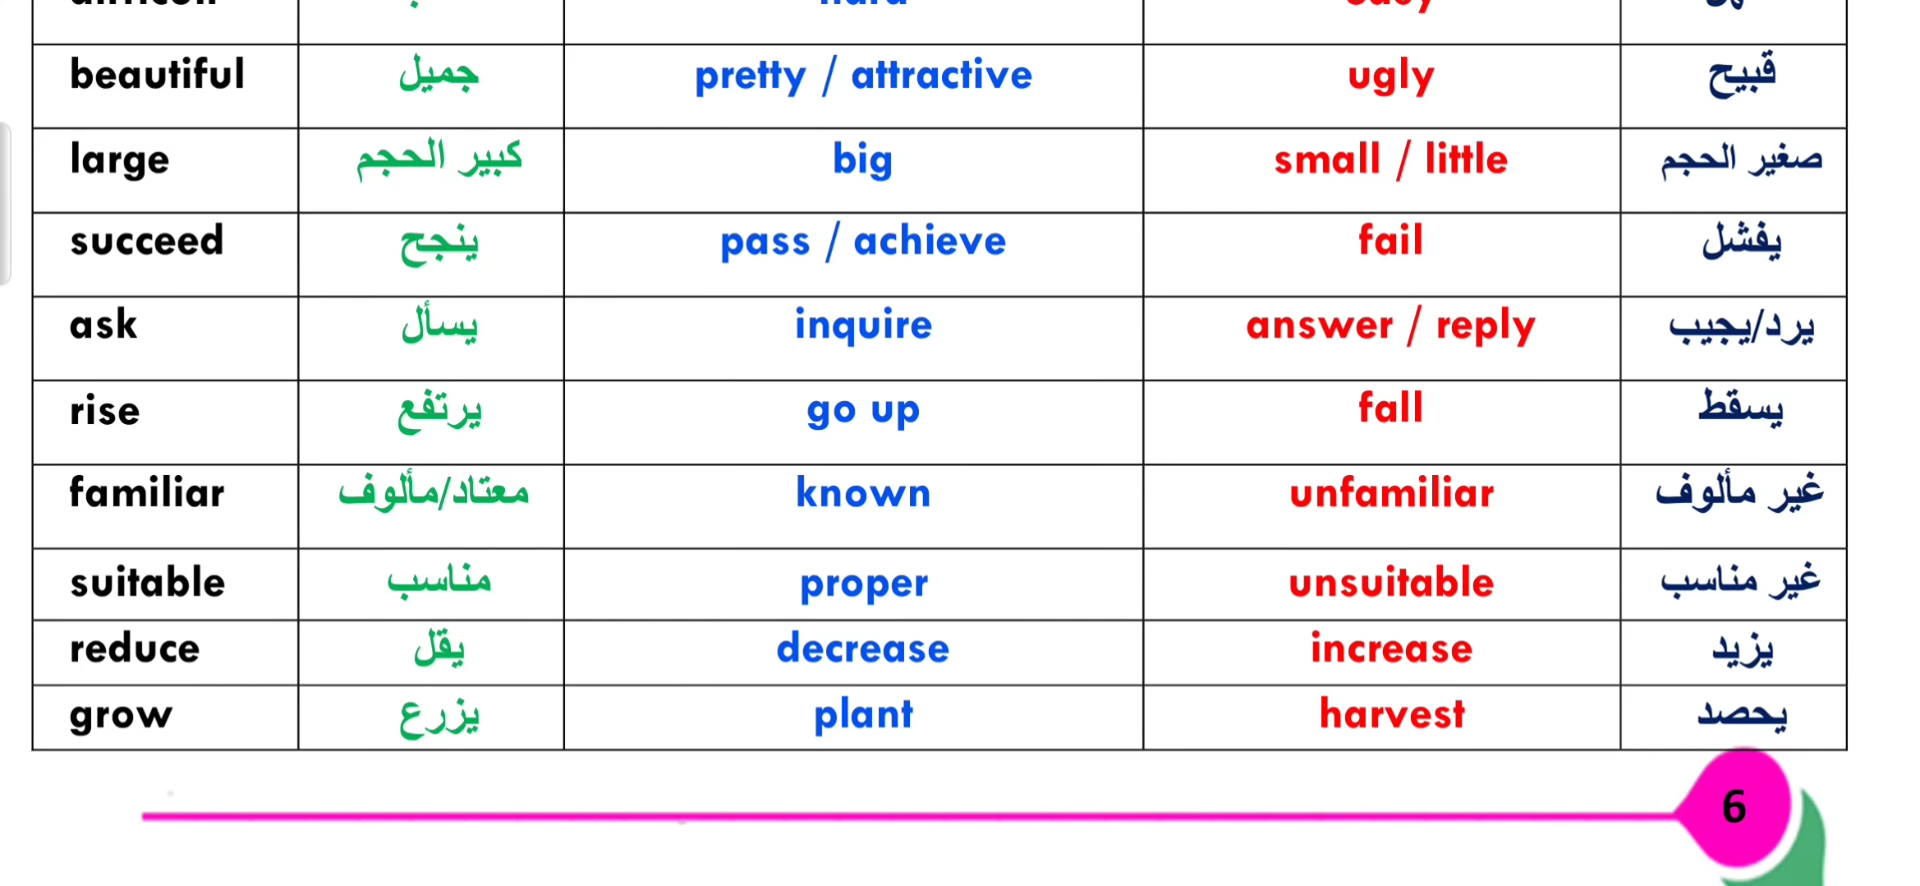 beautiful جميل pretty / attractive ugly قبيح
large كبير الحجم big small / little صغير الحجم
succeed ينجح pass / achieve fail يفشل
ask يسأل inquire answer / reply يرد/يجيب
rise يرتفع go up fall يسقط
familiar معتاد/مألوف known unfamiliar غير مألوف
suitable مناسب proper unsuitable غير مناسب
reduce يقل decrease increase يزيد
grow يزرع plant harvest يحصد
6